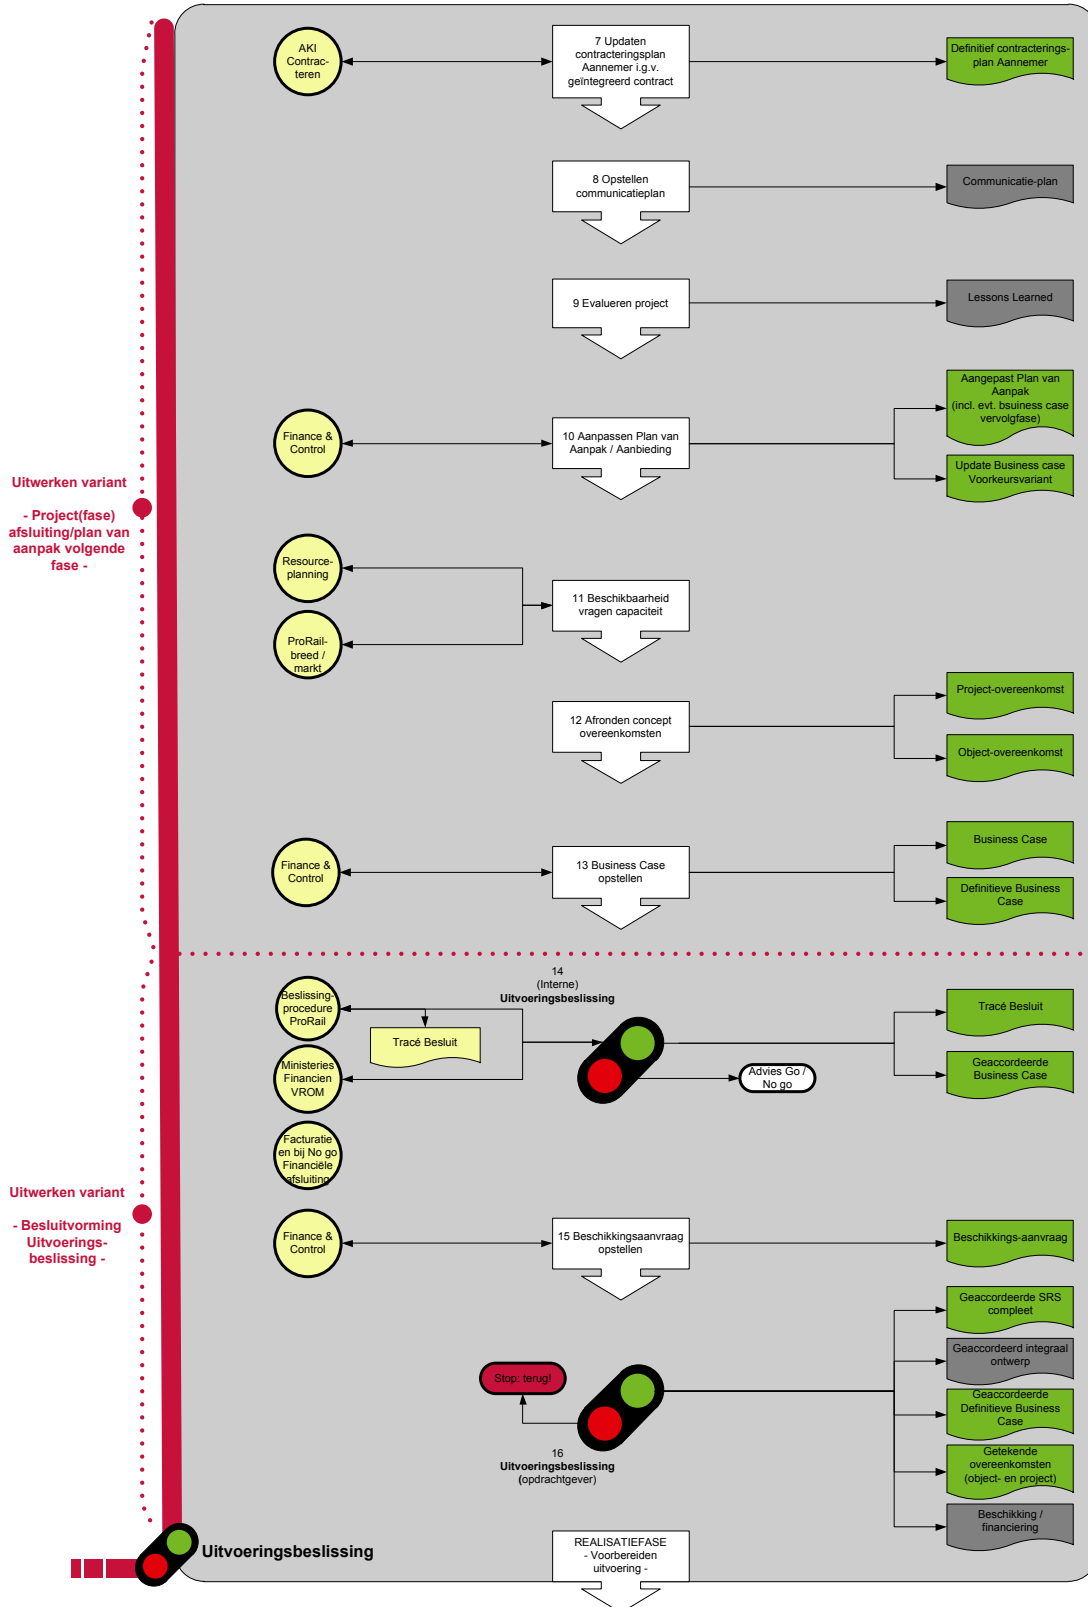 AKI
Contrac-
teren
7 Updaten
contracteringsplan
Aannemer i.g.v.
geïntegreerd contract
Definitief contracterings-
plan Aannemer
8 Opstellen
communicatieplan
Communicatie-plan
9 Evalueren project
Lessons Learned
Finance &
Control
10 Aanpassen Plan van
Aanpak / Aanbieding
Aangepast Plan van
Aanpak
(incl. evt. bsuiness case
vervolgfase)
Update Business case
Voorkeursvariant
Uitwerken variant
- Project(fase)
afsluiting/plan van
aanpak volgende
fase -
Resource-
planning
ProRail-
breed /
markt
11 Beschikbaarheid
vragen capaciteit
12 Afronden concept
overeenkomsten
Project-overeenkomst
Object-overeenkomst
Finance &
Control
13 Business Case
opstellen
Business Case
Definitieve Business
Case
14
(Interne)
Uitvoeringsbeslissing
Beslissing-
procedure
ProRail
Tracé Besluit
Ministeries
Financien
VROM
Advies Go /
No go
Tracé Besluit
Geaccordeerde
Business Case
Facturatie
en bij No go
Financiële
afsluiting
Uitwerken variant
- Besluitvorming
Uitvoerings-
beslissing -
Finance &
Control
15 Beschikkingsaanvraag
opstellen
Beschikkings-aanvraag
Stop: terug!
16
Uitvoeringsbeslissing
(opdrachtgever)
Geaccordeerde SRS
compleet
Geaccordeerd integraal
ontwerp
Geaccordeerde
Definitieve Business
Case
Getekende
overeenkomsten
(object- en project)
Beschikking /
financiering
Uitvoeringsbeslissing
REALISATIEFASE
- Voorbereiden
uitvoering -